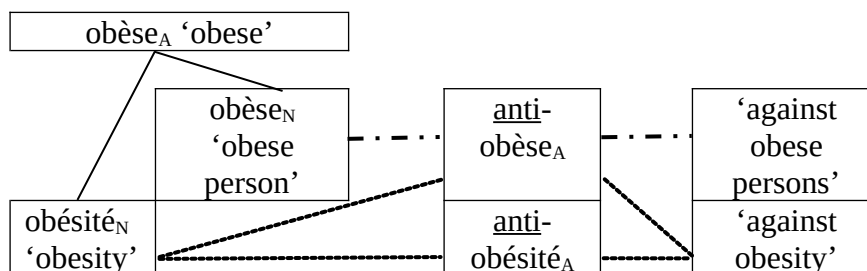 obèseA ‘obese’
obèseN
‘obese
person’
anti-
obèseA
‘against
obese
persons’
obésitéN
‘obesity’
anti-
obésitéA
‘against
obesity’